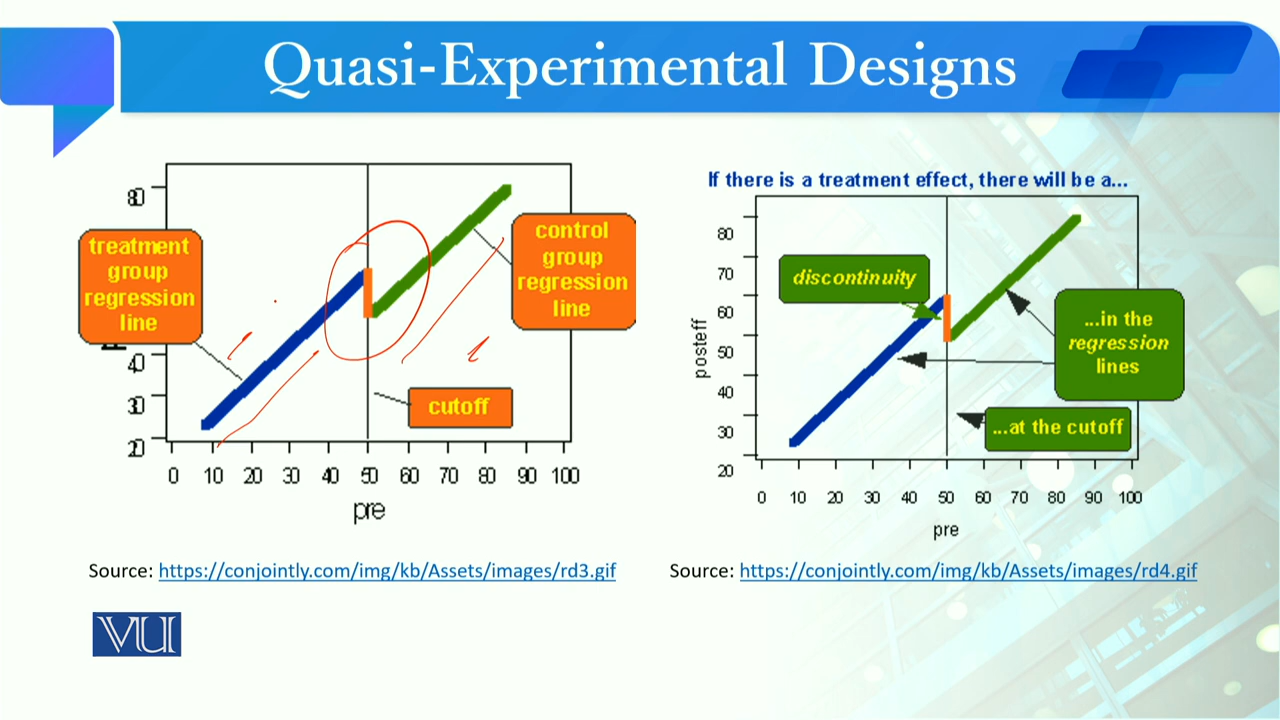 Quasi-Experimental Designs
80
40
30
20
treatment
group
regression
line
control
group
regression
line
cutoff
0 10 20 30 40 50 60 70 80 90 100
pre
Source: https://conjointly.com/img/kb/Assets/images/rd3.gif
If there is a treatment effect, there will be a...
80
70
60
50
40
30
20
posteff
discontinuity
...in the
regression
lines
...at the cutoff
0 10 20 30 40 50 60 70 80 90 100
pre
Source: https://conjointly.com/img/kb/Assets/images/rd4.gif
VU